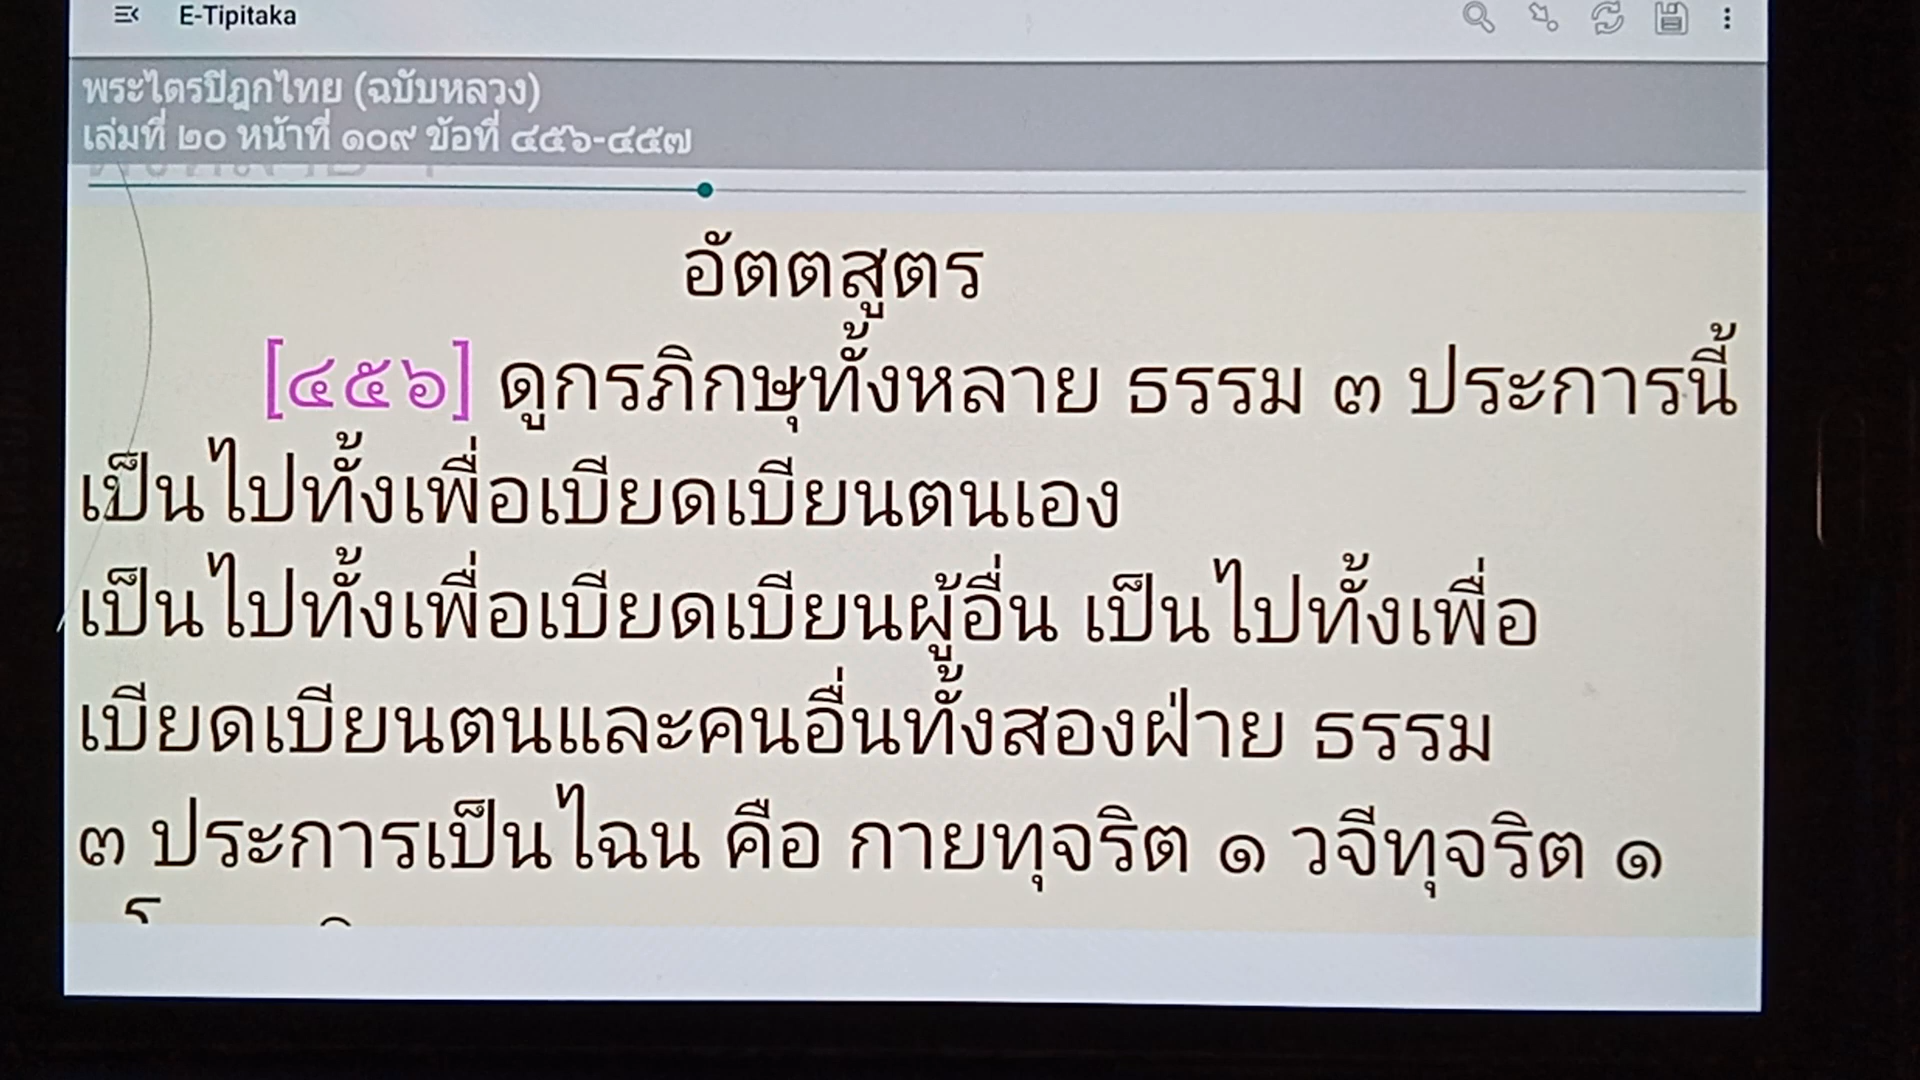 E-Tipitaka
พระไตรปิฎกไทย (ฉบับหลวง)
เล่มที่ ๒๐ หน้าที่ ๑๐๙ ข้อที่ ๔๕๖-๔๕๗
อัตตสูตร
[๔๕๖] ดูกรภิกษุทั้งหลาย ธรรม ๓ ประการนี้
เป็นไปทั้งเพื่อเบียดเบียนตนเอง
เป็นไปทั้งเพื่อเบียดเบียนผู้อื่น เป็นไปทั้งเพื่อ
เบียดเบียนตนและคนอื่นทั้งสองฝ่าย ธรรม
๓ ประการเป็นไฉน คือ กายทุจริต ๑ วจีทุจริต ๑